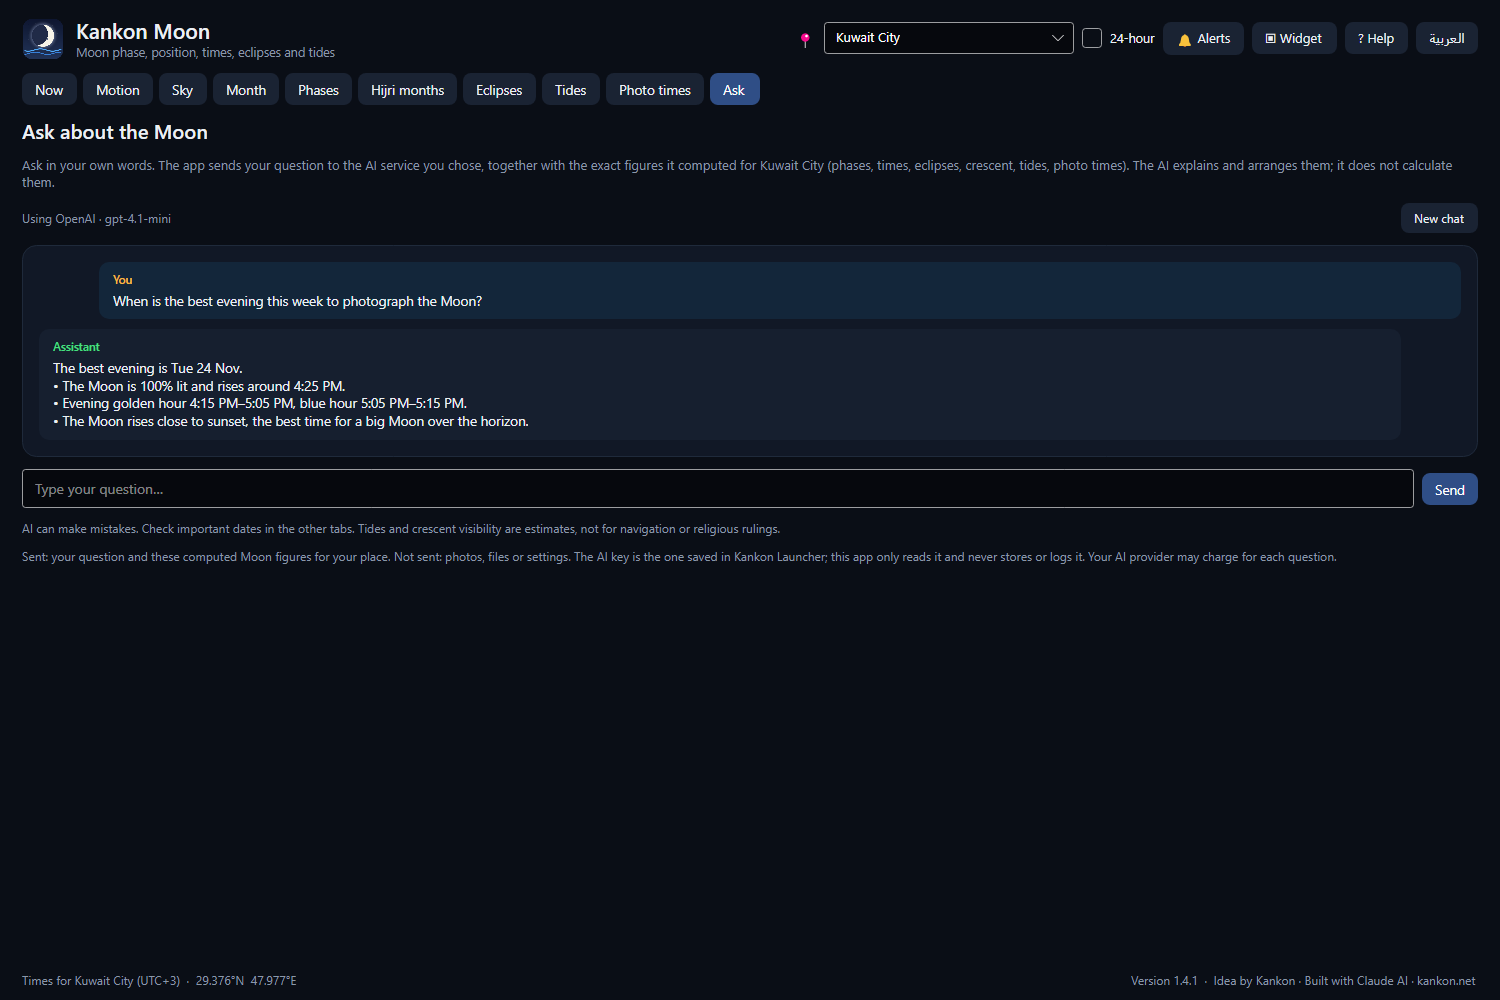 Kankon Moon
Moon phase, position, times, eclipses and tides
Kuwait City
24-hour
Alerts
Widget
? Help
العربية
Now
Motion
Sky
Month
Phases
Hijri months
Eclipses
Tides
Photo times
Ask
Ask about the Moon
Ask in your own words. The app sends your question to the AI service you chose, together with the exact figures it computed for Kuwait City (phases, times, eclipses, crescent, tides, photo times). The AI explains and arranges them; it does not calculate
them.
Using OpenAI · gpt-4.1-mini
New chat
You
When is the best evening this week to photograph the Moon?
Assistant
The best evening is Tue 24 Nov.
• The Moon is 100% lit and rises around 4:25 PM.
• Evening golden hour 4:15 PM–5:05 PM, blue hour 5:05 PM–5:15 PM.
• The Moon rises close to sunset, the best time for a big Moon over the horizon.
Type your question...
Send
AI can make mistakes. Check important dates in the other tabs. Tides and crescent visibility are estimates, not for navigation or religious rulings.
Sent: your question and these computed Moon figures for your place. Not sent: photos, files or settings. The AI key is the one saved in Kankon Launcher; this app only reads it and never stores or logs it. Your AI provider may charge for each question.
Times for Kuwait City (UTC+3) · 29.376°N 47.977°E
Version 1.4.1 · Idea by Kankon · Built with Claude AI · kankon.net